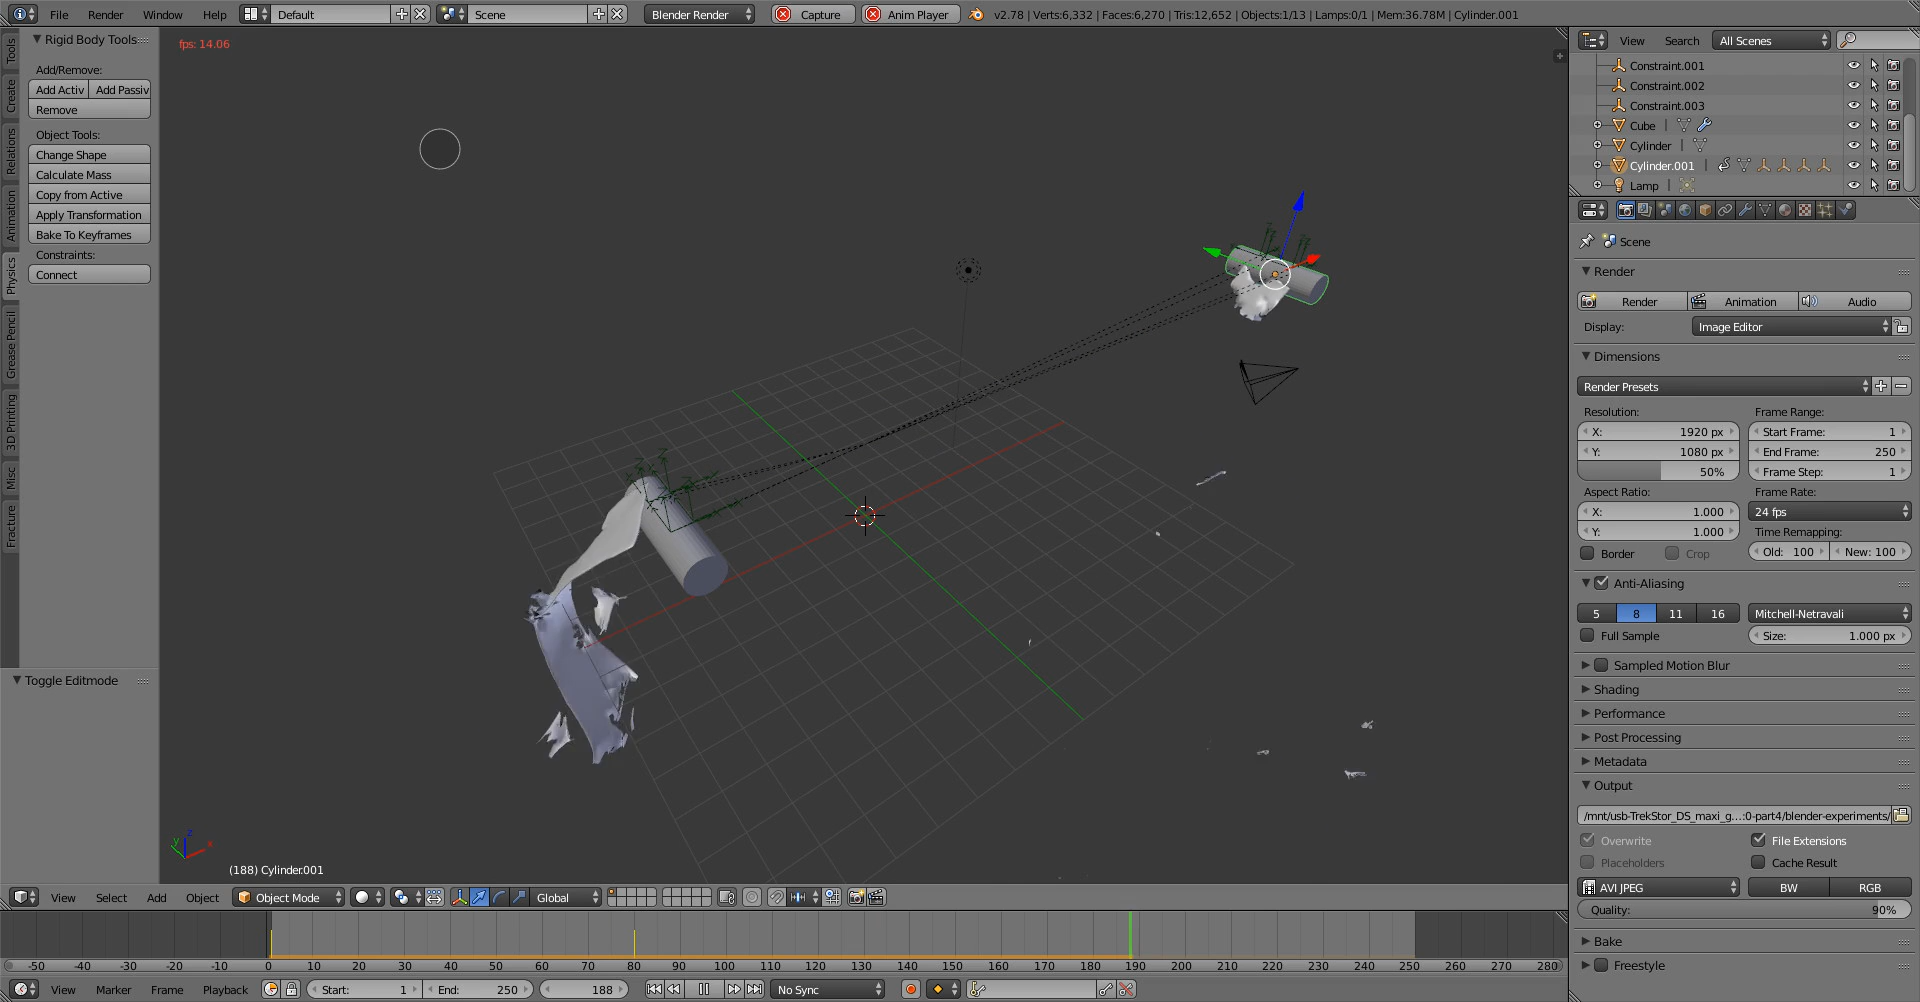 File Render Window Help Default Scene Blender Render Capture Anim Player v2.78 | Verts:6,332 | Faces:6,270 | Tris:12,652 | Objects:1/13 | Lamps:0/1 | Mem:36.78M | Cylinder.001
Tools
Create
Relations
Animation
Physics
Grease Pencil
3D Printing
Misc
Fracture
Rigid Body Tools
Add/Remove:
Add Activ Add Passiv
Remove
Object Tools:
Change Shape
Calculate Mass
Copy from Active
Apply Transformation
Bake To Keyframes
Constraints:
Connect
Toggle Editmode
fps: 14.06
Z
Z
Z
Z
z
y
x
(188) Cylinder.001
View Select Add Object Object Mode Global
-50 -40 -30 -20 -10 0 10 20 30 40 50 60 70 80 90 100 110 120 130 140 150 160 170 180 190 200 210 220 230 240 250 260 270 280
View Marker Frame Playback Start: 1 End: 250 188 No Sync
View Search All Scenes
Constraint.001
Constraint.002
Constraint.003
Cube
Cylinder
Cylinder.001
Lamp
Scene
Render
Render Animation Audio
Display: Image Editor
Dimensions
Render Presets
Resolution: Frame Range:
X: 1920 px Start Frame: 1
Y: 1080 px End Frame: 250
50% Frame Step: 1
Aspect Ratio: Frame Rate:
X: 1.000 24 fps
Y: 1.000 Time Remapping:
Border Crop Old: 100 New: 100
Anti-Aliasing
5 8 11 16 Mitchell-Netravali
Full Sample Size: 1.000 px
Sampled Motion Blur
Shading
Performance
Post Processing
Metadata
Output
/mnt/usb-TrekStor_DS_maxi_g...:0-part4/blender-experiments/
Overwrite File Extensions
Placeholders Cache Result
AVI JPEG BW RGB
Quality: 90%
Bake
Freestyle